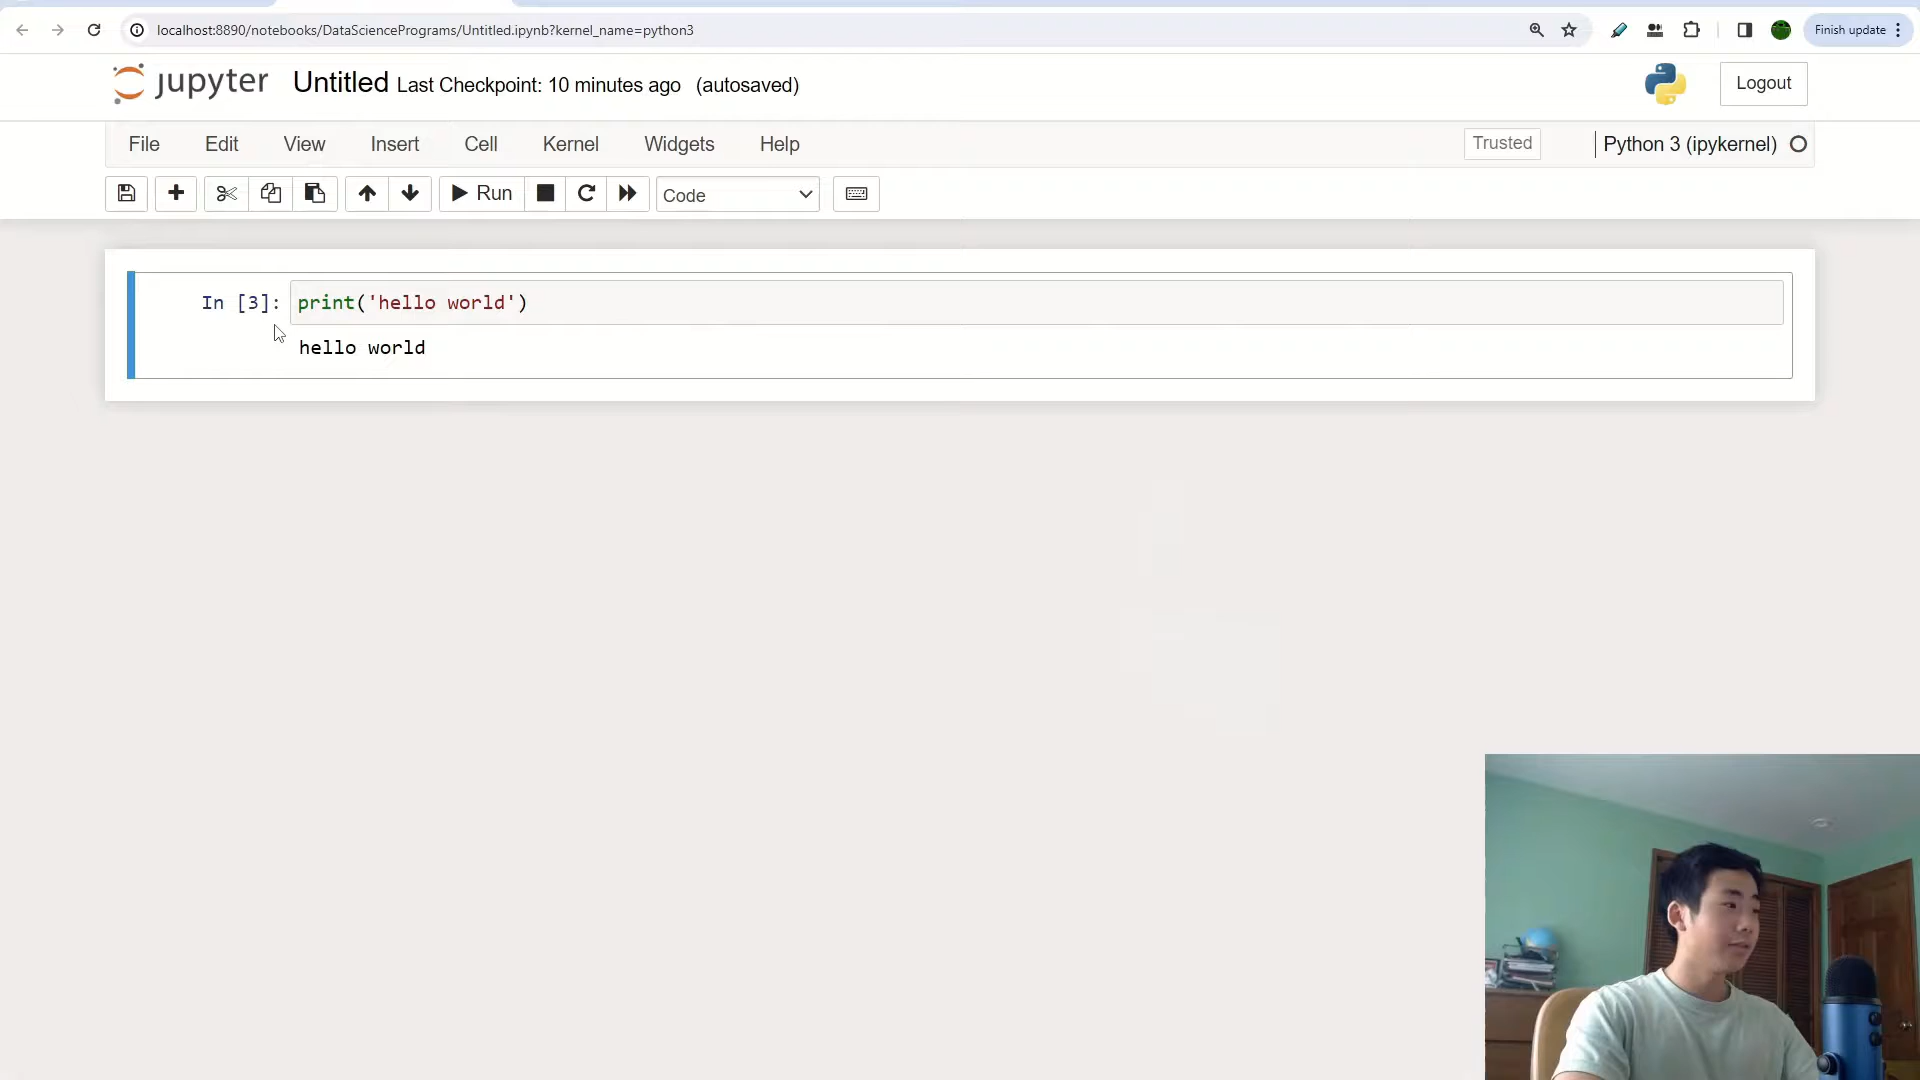 localhost:8890/notebooks/DataSciencePrograms/Untitled.ipynb?kernel_name=python3
Finish update
jupyter Untitled Last Checkpoint: 10 minutes ago (autosaved)
Logout
File Edit View Insert Cell Kernel Widgets Help
Trusted
Python 3 (ipykernel)
Run
Code
In [3]: print('hello world')
hello world